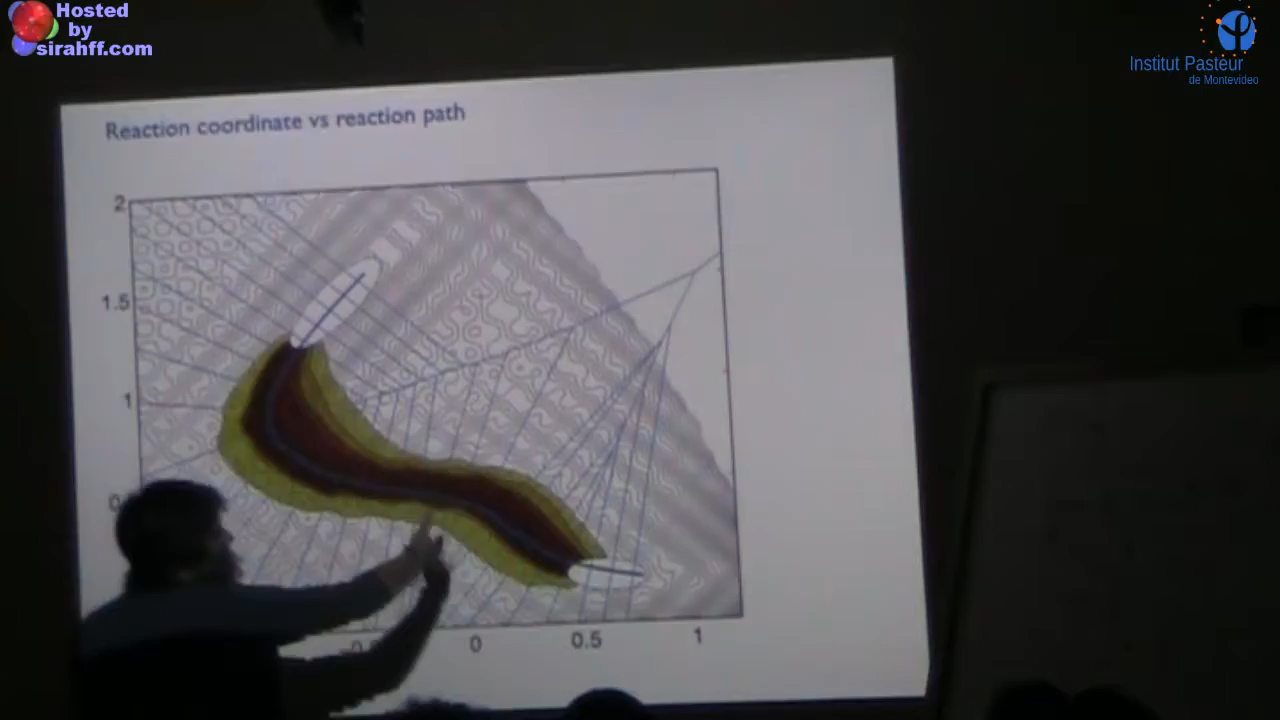 Hosted
by
sirahff.com
Institut Pasteur
de Montevideo
Reaction coordinate vs reaction path
2
1.5
1
0
0.5
1